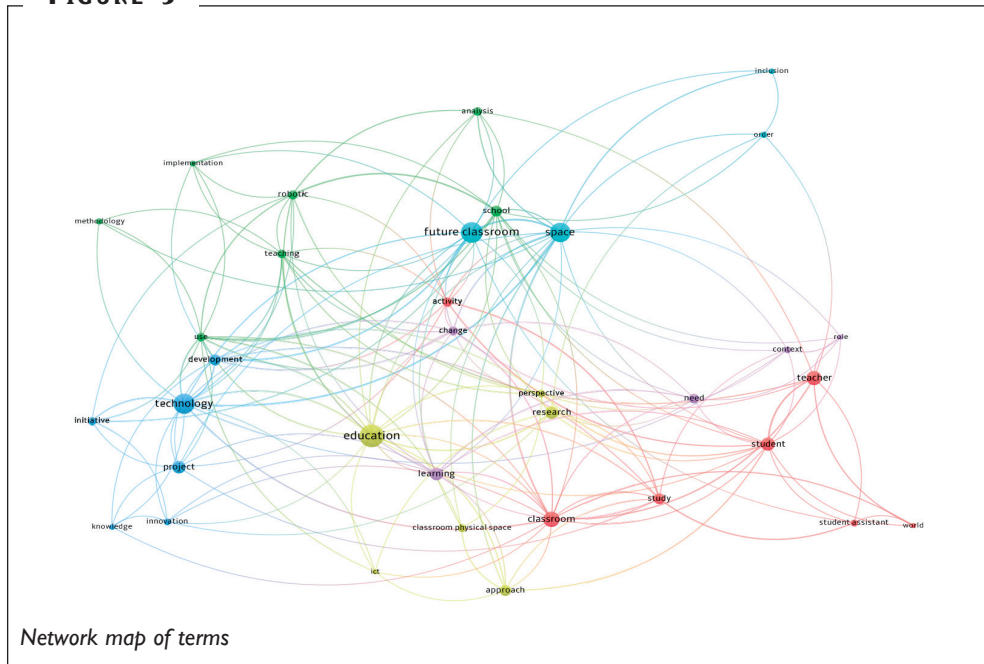 FIGURE
inclusion
analysis
order
implementation
robotic
school
methodology
future classroom
space
teaching
activity
change
use
role
context
development
teacher
perspective
need
technology
research
initiative
education
student
project
learning
study
classroom
knowledge
innovation
classroom physical space
student assistant
world
ict
approach
Network map of terms